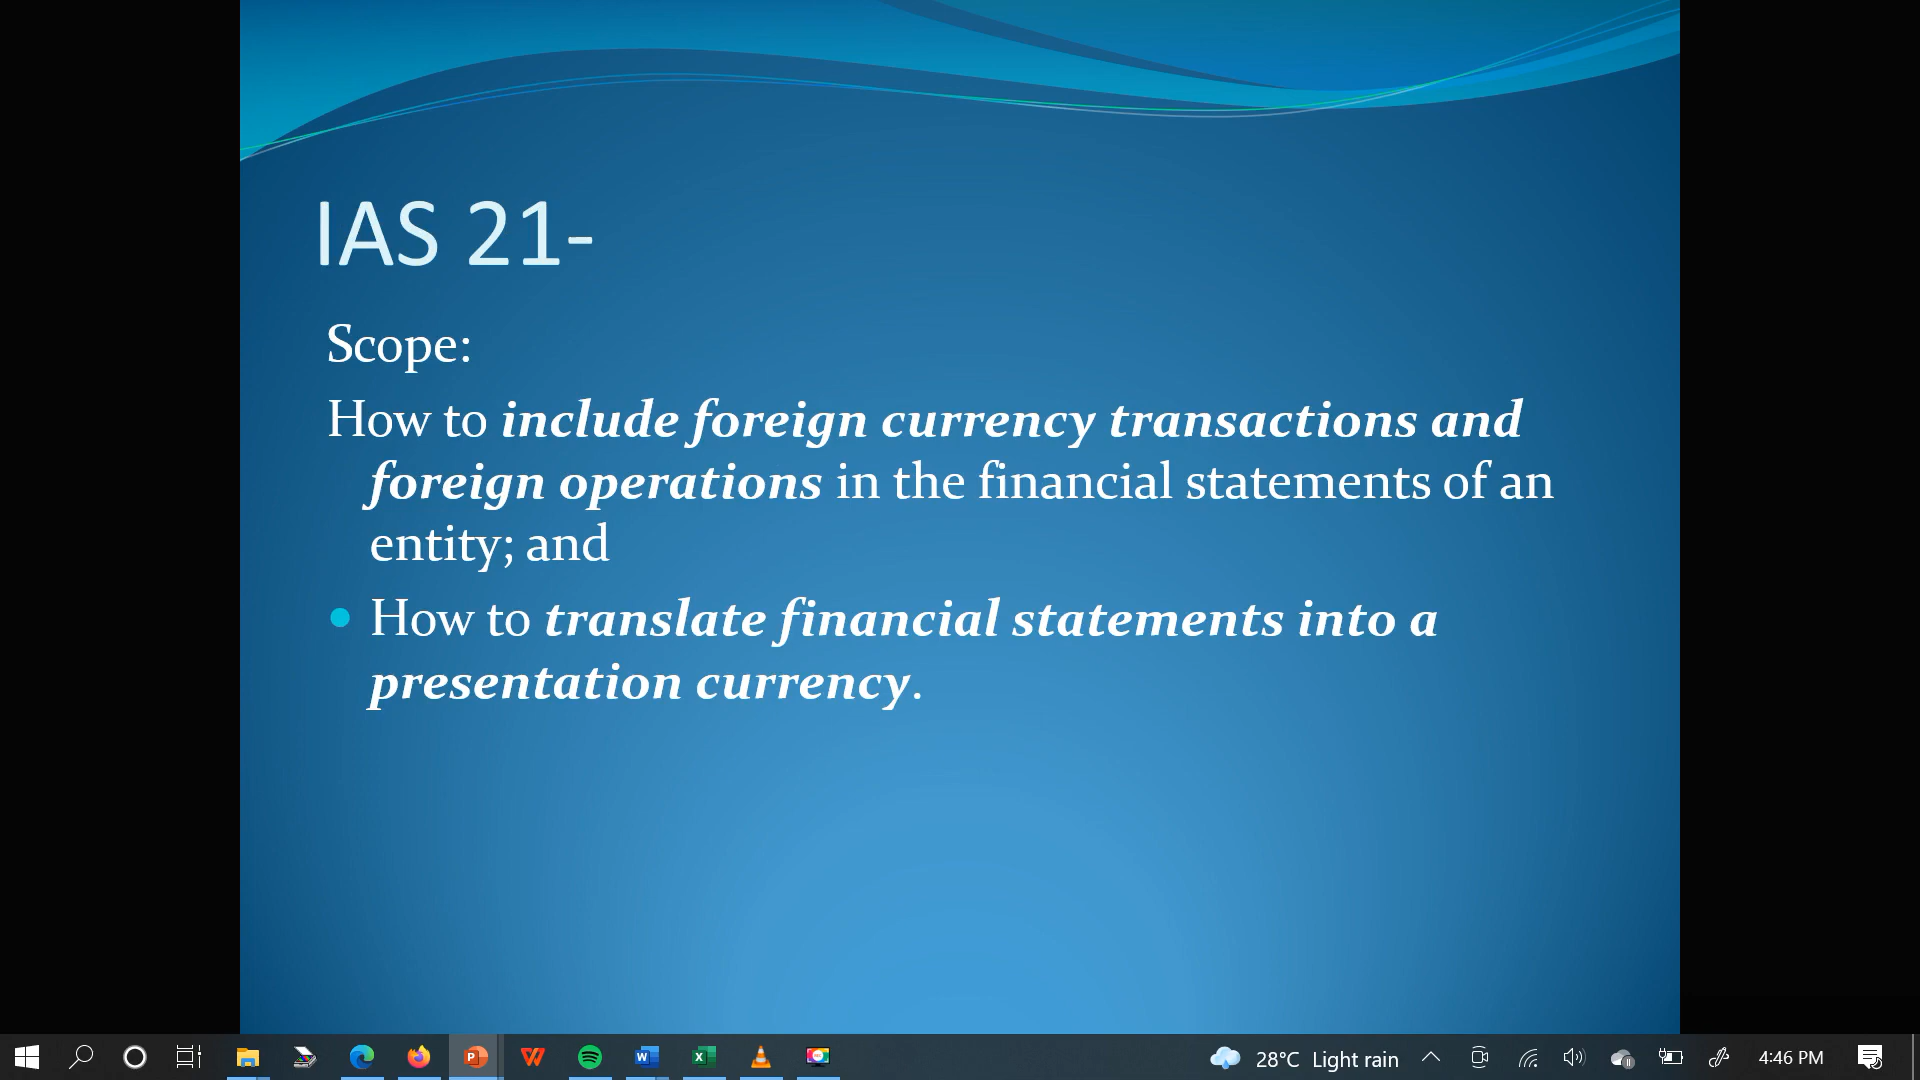 IAS 21-
Scope:
How to include foreign currency transactions and
foreign operations in the financial statements of an
entity; and
How to translate financial statements into a
presentation currency.
28°C Light rain
4:46 PM